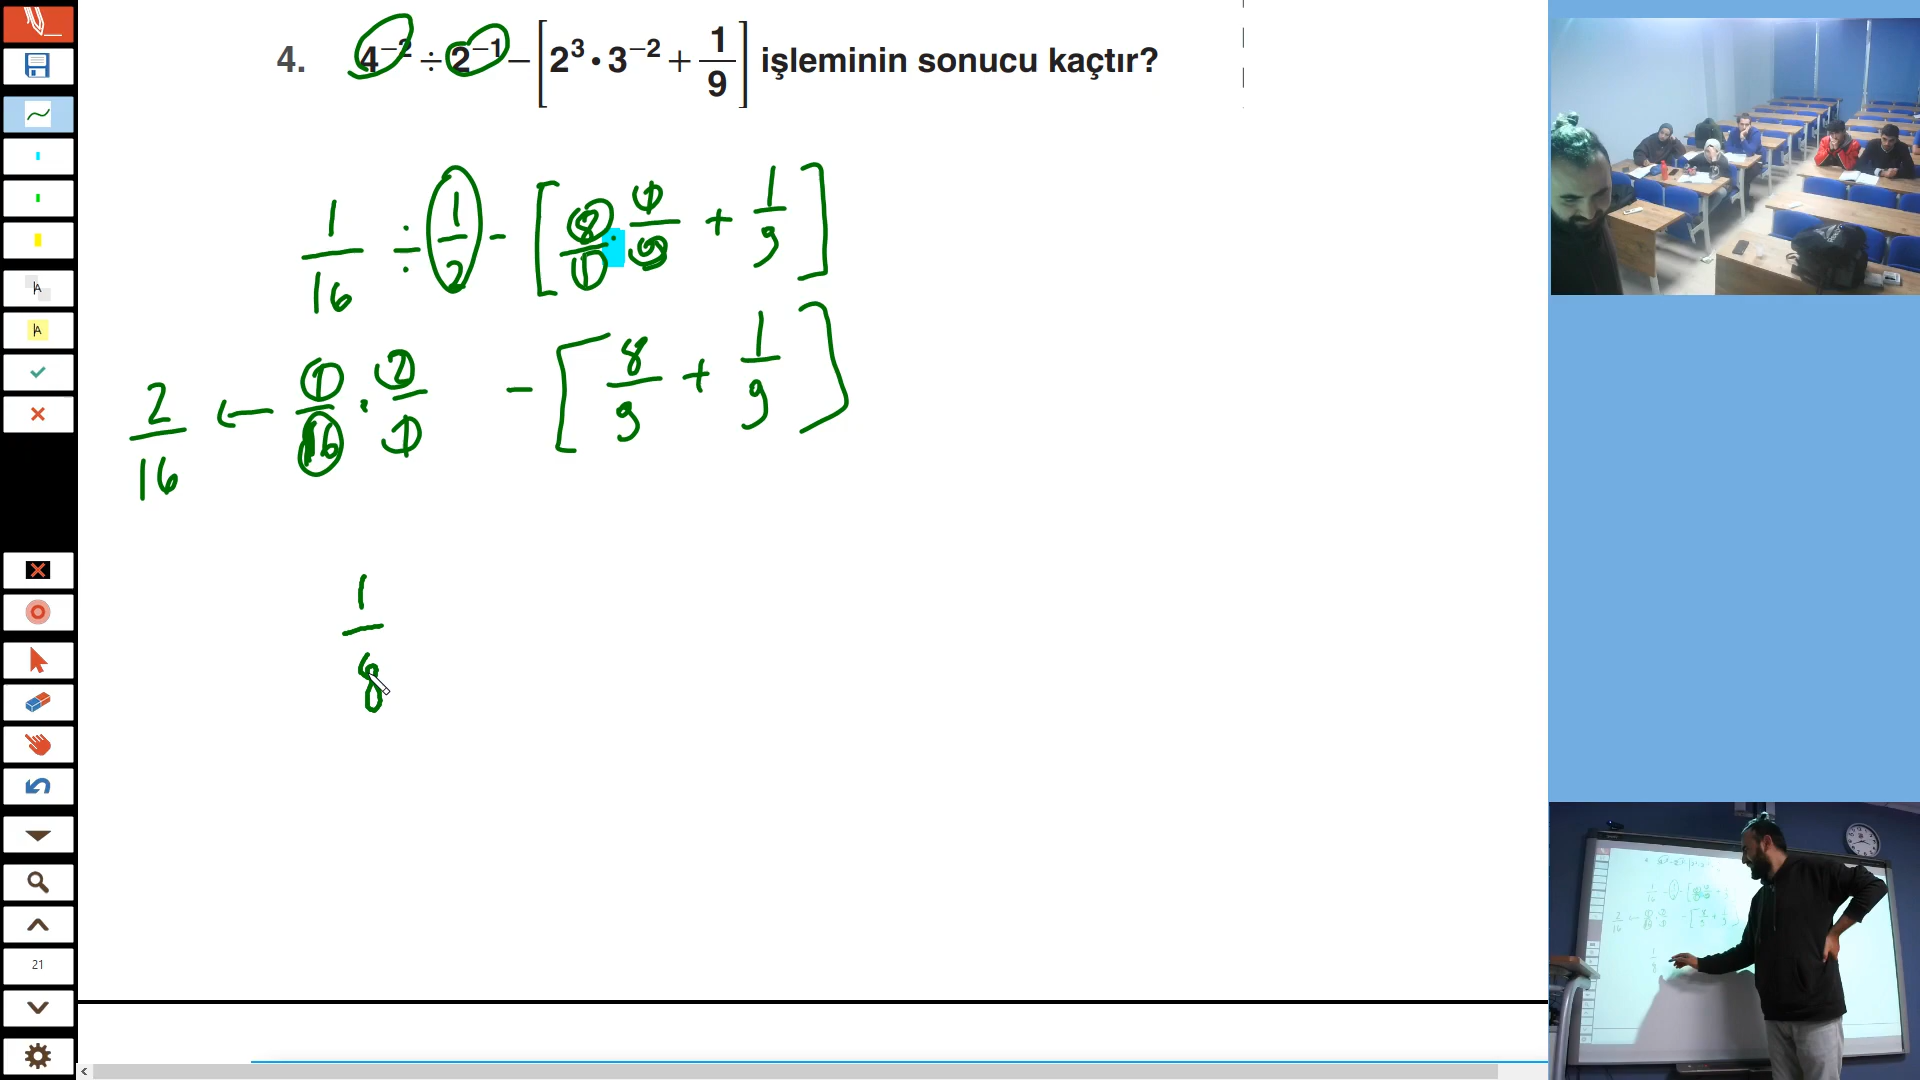 4. 4⁻² ÷ 2⁻¹ − [2³ • 3⁻² + 1/9] işleminin sonucu kaçtır?
1/16 ÷ 1/2 - [8/1 · 1/9 + 1/9]
2/16 ← 1/16 · 2/1 - [8/9 + 1/9]
1/8
21